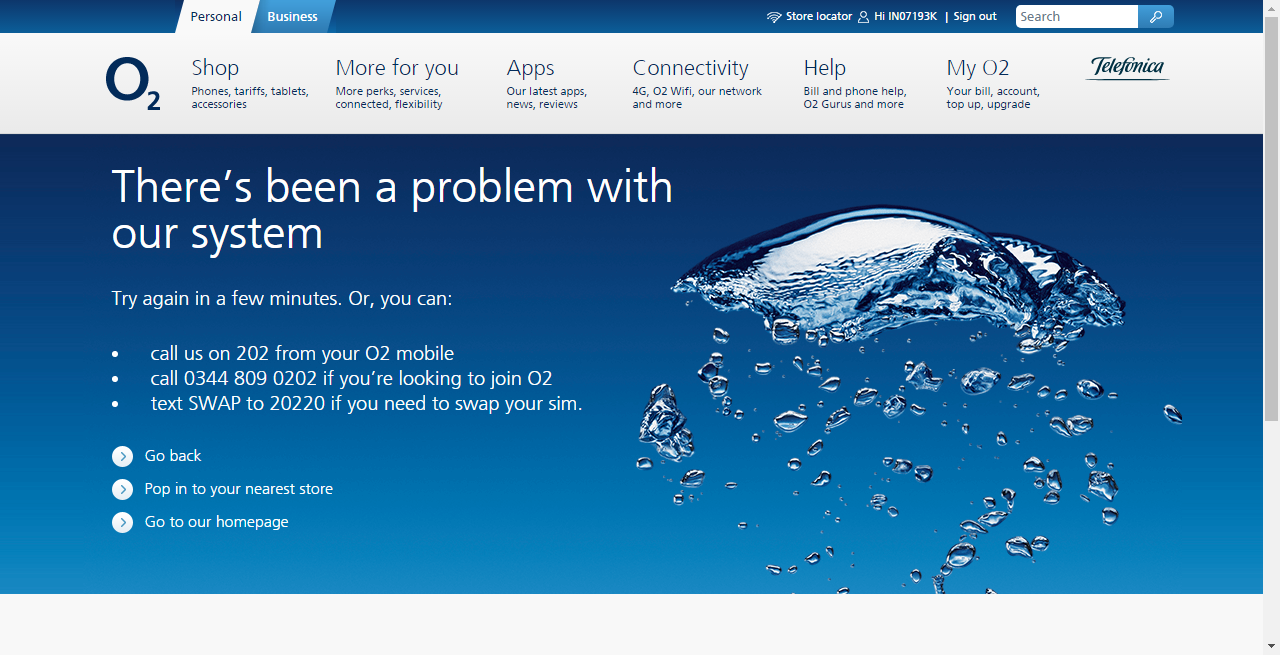 Personal
Business
Store locator
Hi IN07193K | Sign out
Search
O2
Shop
Phones, tariffs, tablets,
accessories
More for you
More perks, services,
connected, flexibility
Apps
Our latest apps,
news, reviews
Connectivity
4G, O2 Wifi, our network
and more
Help
Bill and phone help,
O2 Gurus and more
My O2
Your bill, account,
top up, upgrade
Telefónica
There’s been a problem with
our system
Try again in a few minutes. Or, you can:
• call us on 202 from your O2 mobile
• call 0344 809 0202 if you’re looking to join O2
• text SWAP to 20220 if you need to swap your sim.
Go back
Pop in to your nearest store
Go to our homepage